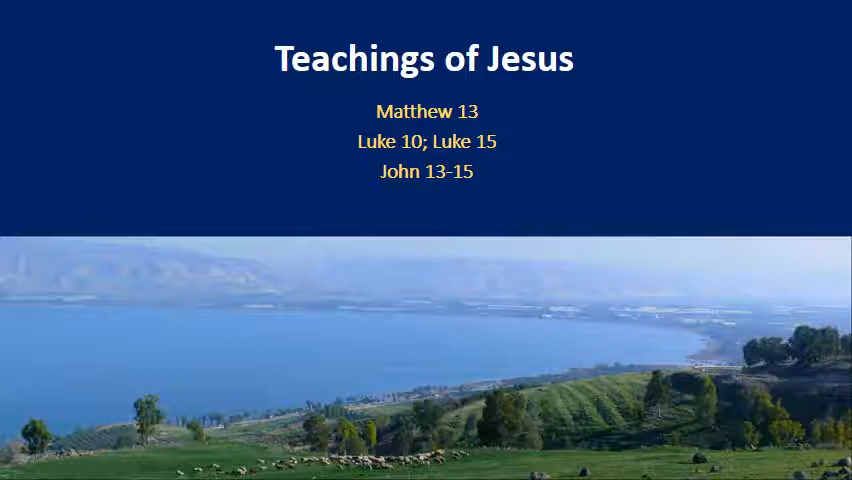 Teachings of Jesus
Matthew 13
Luke 10; Luke 15
John 13-15